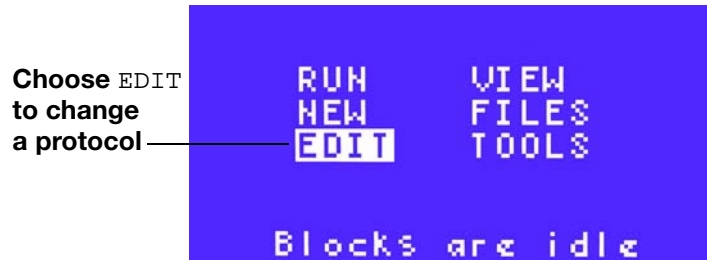 Choose EDIT
to change
a protocol
RUN VIEW
NEW FILES
EDIT TOOLS
Blocks are idle